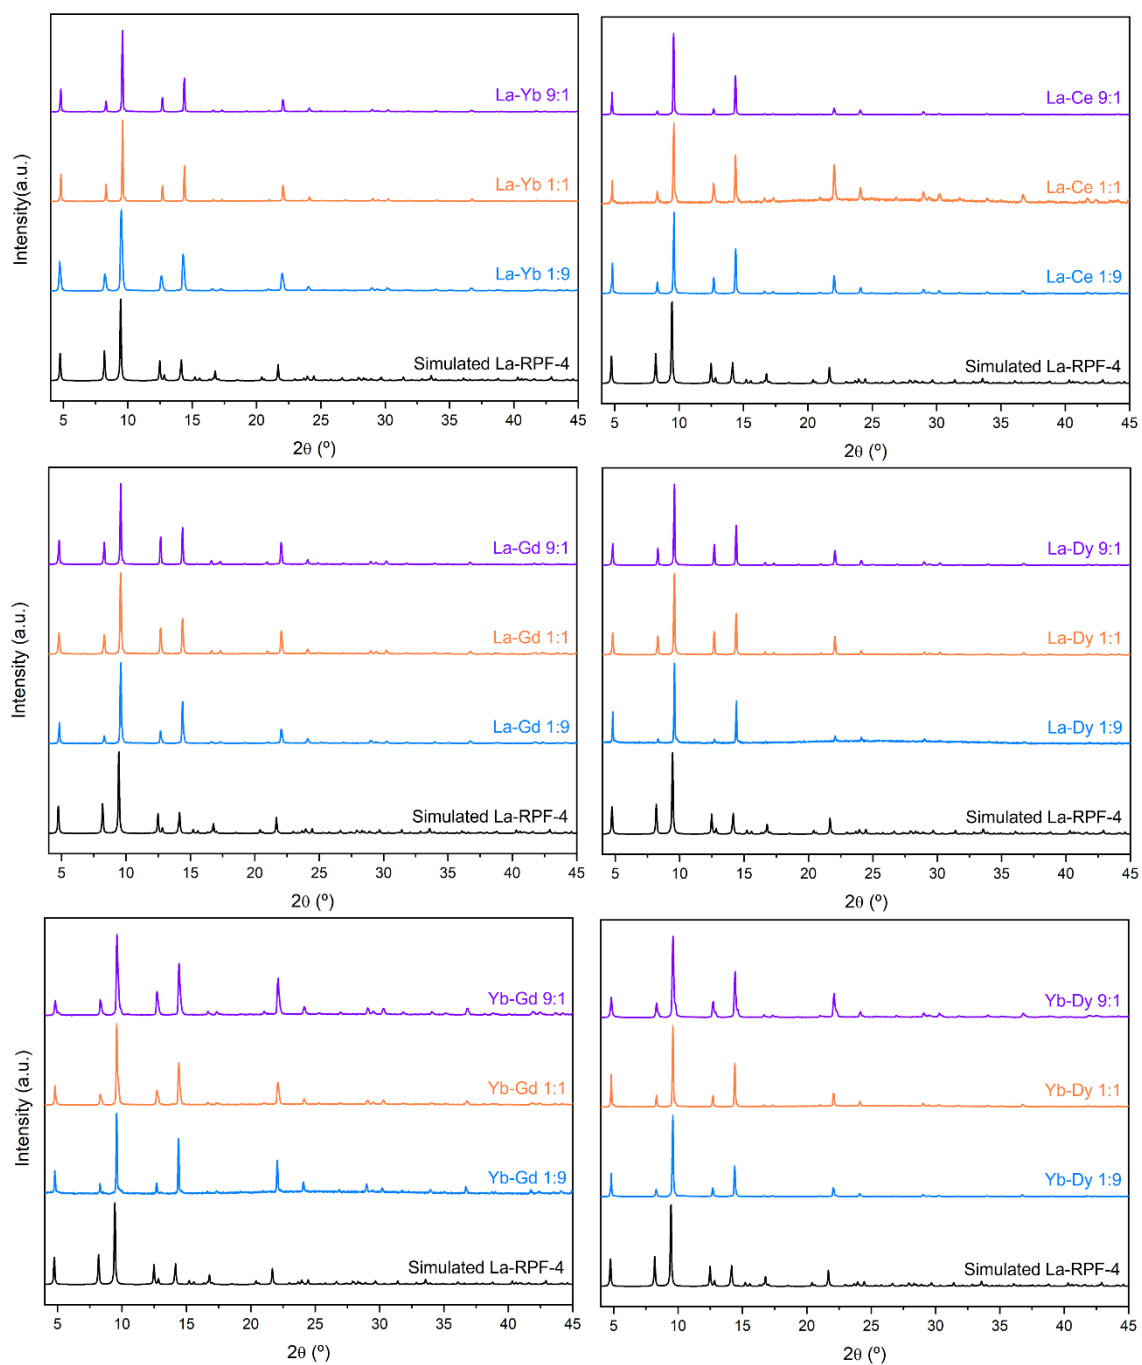 La-Yb 9:1
La-Yb 1:1
La-Yb 1:9
Simulated La-RPF-4
Intensity(a.u.)
5 10 15 20 25 30 35 40 45
2θ (º)
La-Ce 9:1
La-Ce 1:1
La-Ce 1:9
Simulated La-RPF-4
5 10 15 20 25 30 35 40 45
2θ (º)
La-Gd 9:1
La-Gd 1:1
La-Gd 1:9
Simulated La-RPF-4
Intensity (a.u.)
5 10 15 20 25 30 35 40 45
2θ (º)
La-Dy 9:1
La-Dy 1:1
La-Dy 1:9
Simulated La-RPF-4
5 10 15 20 25 30 35 40 45
2θ (º)
Yb-Gd 9:1
Yb-Gd 1:1
Yb-Gd 1:9
Simulated La-RPF-4
Intensity (a.u.)
5 10 15 20 25 30 35 40 45
2θ (º)
Yb-Dy 9:1
Yb-Dy 1:1
Yb-Dy 1:9
Simulated La-RPF-4
5 10 15 20 25 30 35 40 45
2θ (º)